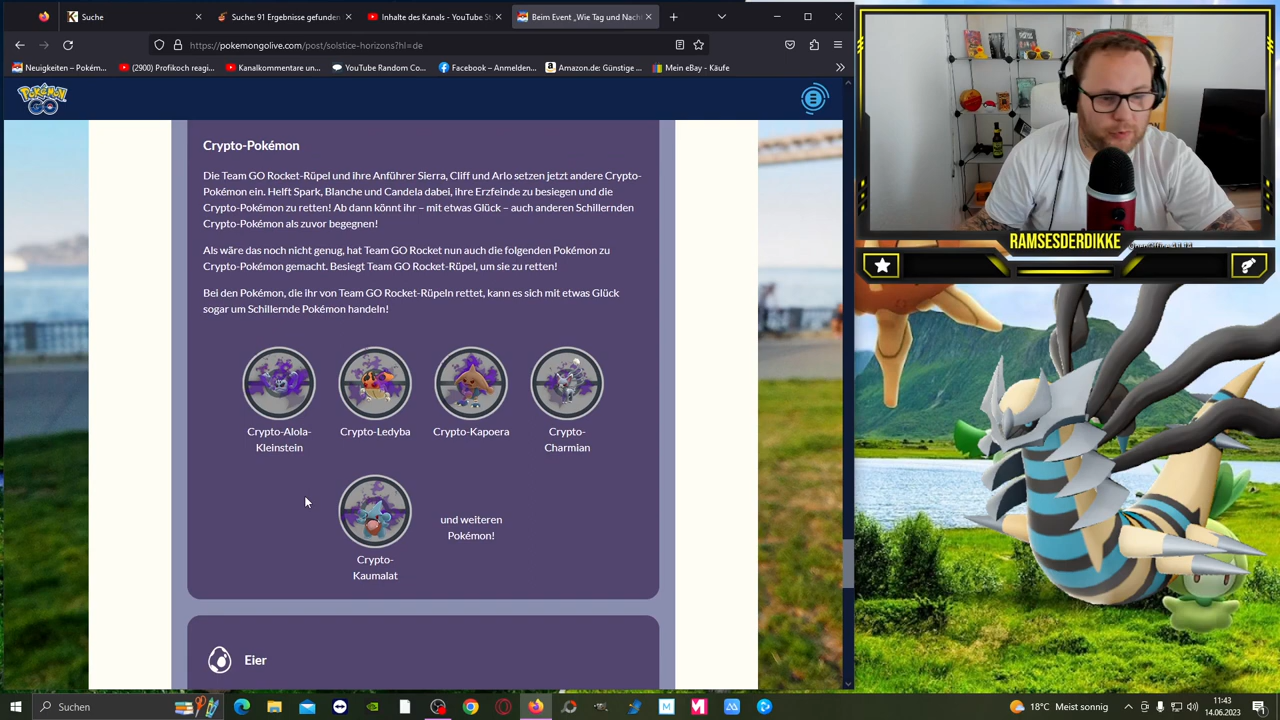 Suche
Suche: 91 Ergebnisse gefunden
Inhalte des Kanals - YouTube St
Beim Event „Wie Tag und Nach
https://pokemongolive.com/post/solstice-horizons?hl=de
Neuigkeiten – Pokém...
(2900) Profikoch reagi...
Kanalkommentare e...
YouTube Random Co...
Facebook – Anmelden...
Amazon.de: Günstige ...
Mein eBay - Käufe
POKÉMON
GO
Crypto-Pokémon
Die Team GO Rocket-Rüpel und ihre Anführer Sierra, Cliff und Arlo setzen jetzt andere Crypto-
Pokémon ein. Helft Spark, Blanche und Candela dabei, ihre Erzfeinde zu besiegen und die
Crypto-Pokémon zu retten! Ab dann könnt ihr – mit etwas Glück – auch anderen Schillernden
Crypto-Pokémon als zuvor begegnen!
Als wäre das noch nicht genug, hat Team GO Rocket nun auch die folgenden Pokémon zu
Crypto-Pokémon gemacht. Besiegt Team GO Rocket-Rüpel, um sie zu retten!
Bei den Pokémon, die ihr von Team GO Rocket-Rüpeln rettet, kann es sich mit etwas Glück
sogar um Schillernde Pokémon handeln!
Crypto-Alola-
Kleinstein
Crypto-Ledyba
Crypto-Kapoera
Crypto-
Charmian
Crypto-
Kaumalat
und weiteren
Pokémon!
Eier
RAMSESDERDIKKE
Suchen
18°C Meist sonnig
11:43
14.06.2023